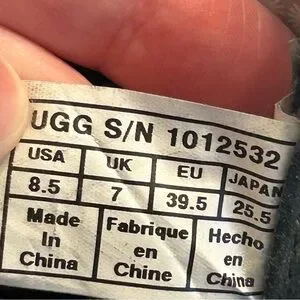 UGG S/N 1012532
USA UK EU JAPAN
8.5 7 39.5 25.5
Made Fabrique Hecho
In en en
China Chine China